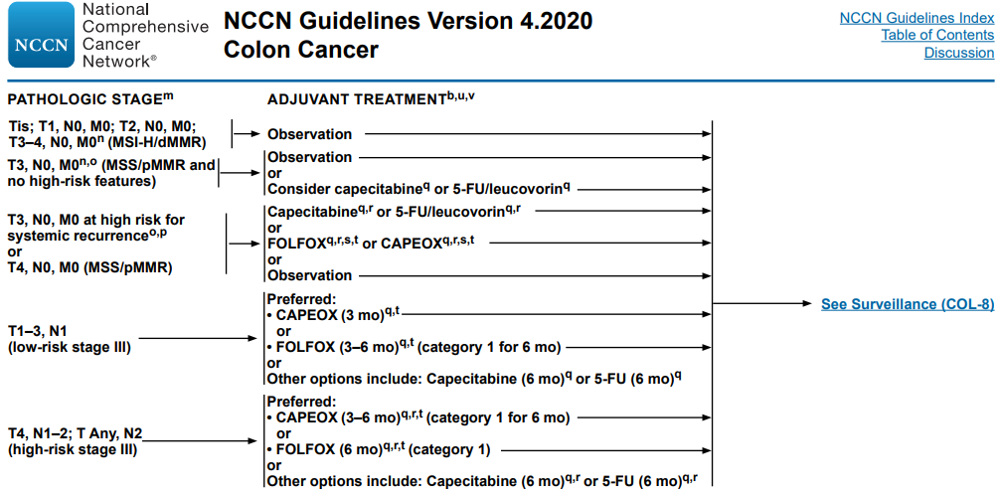 NCCN
National
Comprehensive
Cancer
Network®
NCCN Guidelines Version 4.2020
Colon Cancer
NCCN Guidelines Index
Table of Contents
Discussion
PATHOLOGIC STAGEm
ADJUVANT TREATMENTb,u,v
Tis; T1, N0, M0; T2, N0, M0;
T3–4, N0, M0n (MSI-H/dMMR)
Observation
T3, N0, M0n,o (MSS/pMMR and
no high-risk features)
Observation
or
Consider capecitabineq or 5-FU/leucovorinq
T3, N0, M0 at high risk for
systemic recurrenceo,p
or
T4, N0, M0 (MSS/pMMR)
Capecitabineq,r or 5-FU/leucovorinq,r
or
FOLFOXq,r,s,t or CAPEOXq,r,s,t
or
Observation
T1–3, N1
(low-risk stage III)
Preferred:
• CAPEOX (3 mo)q,t
or
• FOLFOX (3–6 mo)q,t (category 1 for 6 mo)
or
Other options include: Capecitabine (6 mo)q or 5-FU (6 mo)q
T4, N1–2; T Any, N2
(high-risk stage III)
Preferred:
• CAPEOX (3–6 mo)q,r,t (category 1 for 6 mo)
or
• FOLFOX (6 mo)q,r,t (category 1)
or
Other options include: Capecitabine (6 mo)q,r or 5-FU (6 mo)q,r
See Surveillance (COL-8)